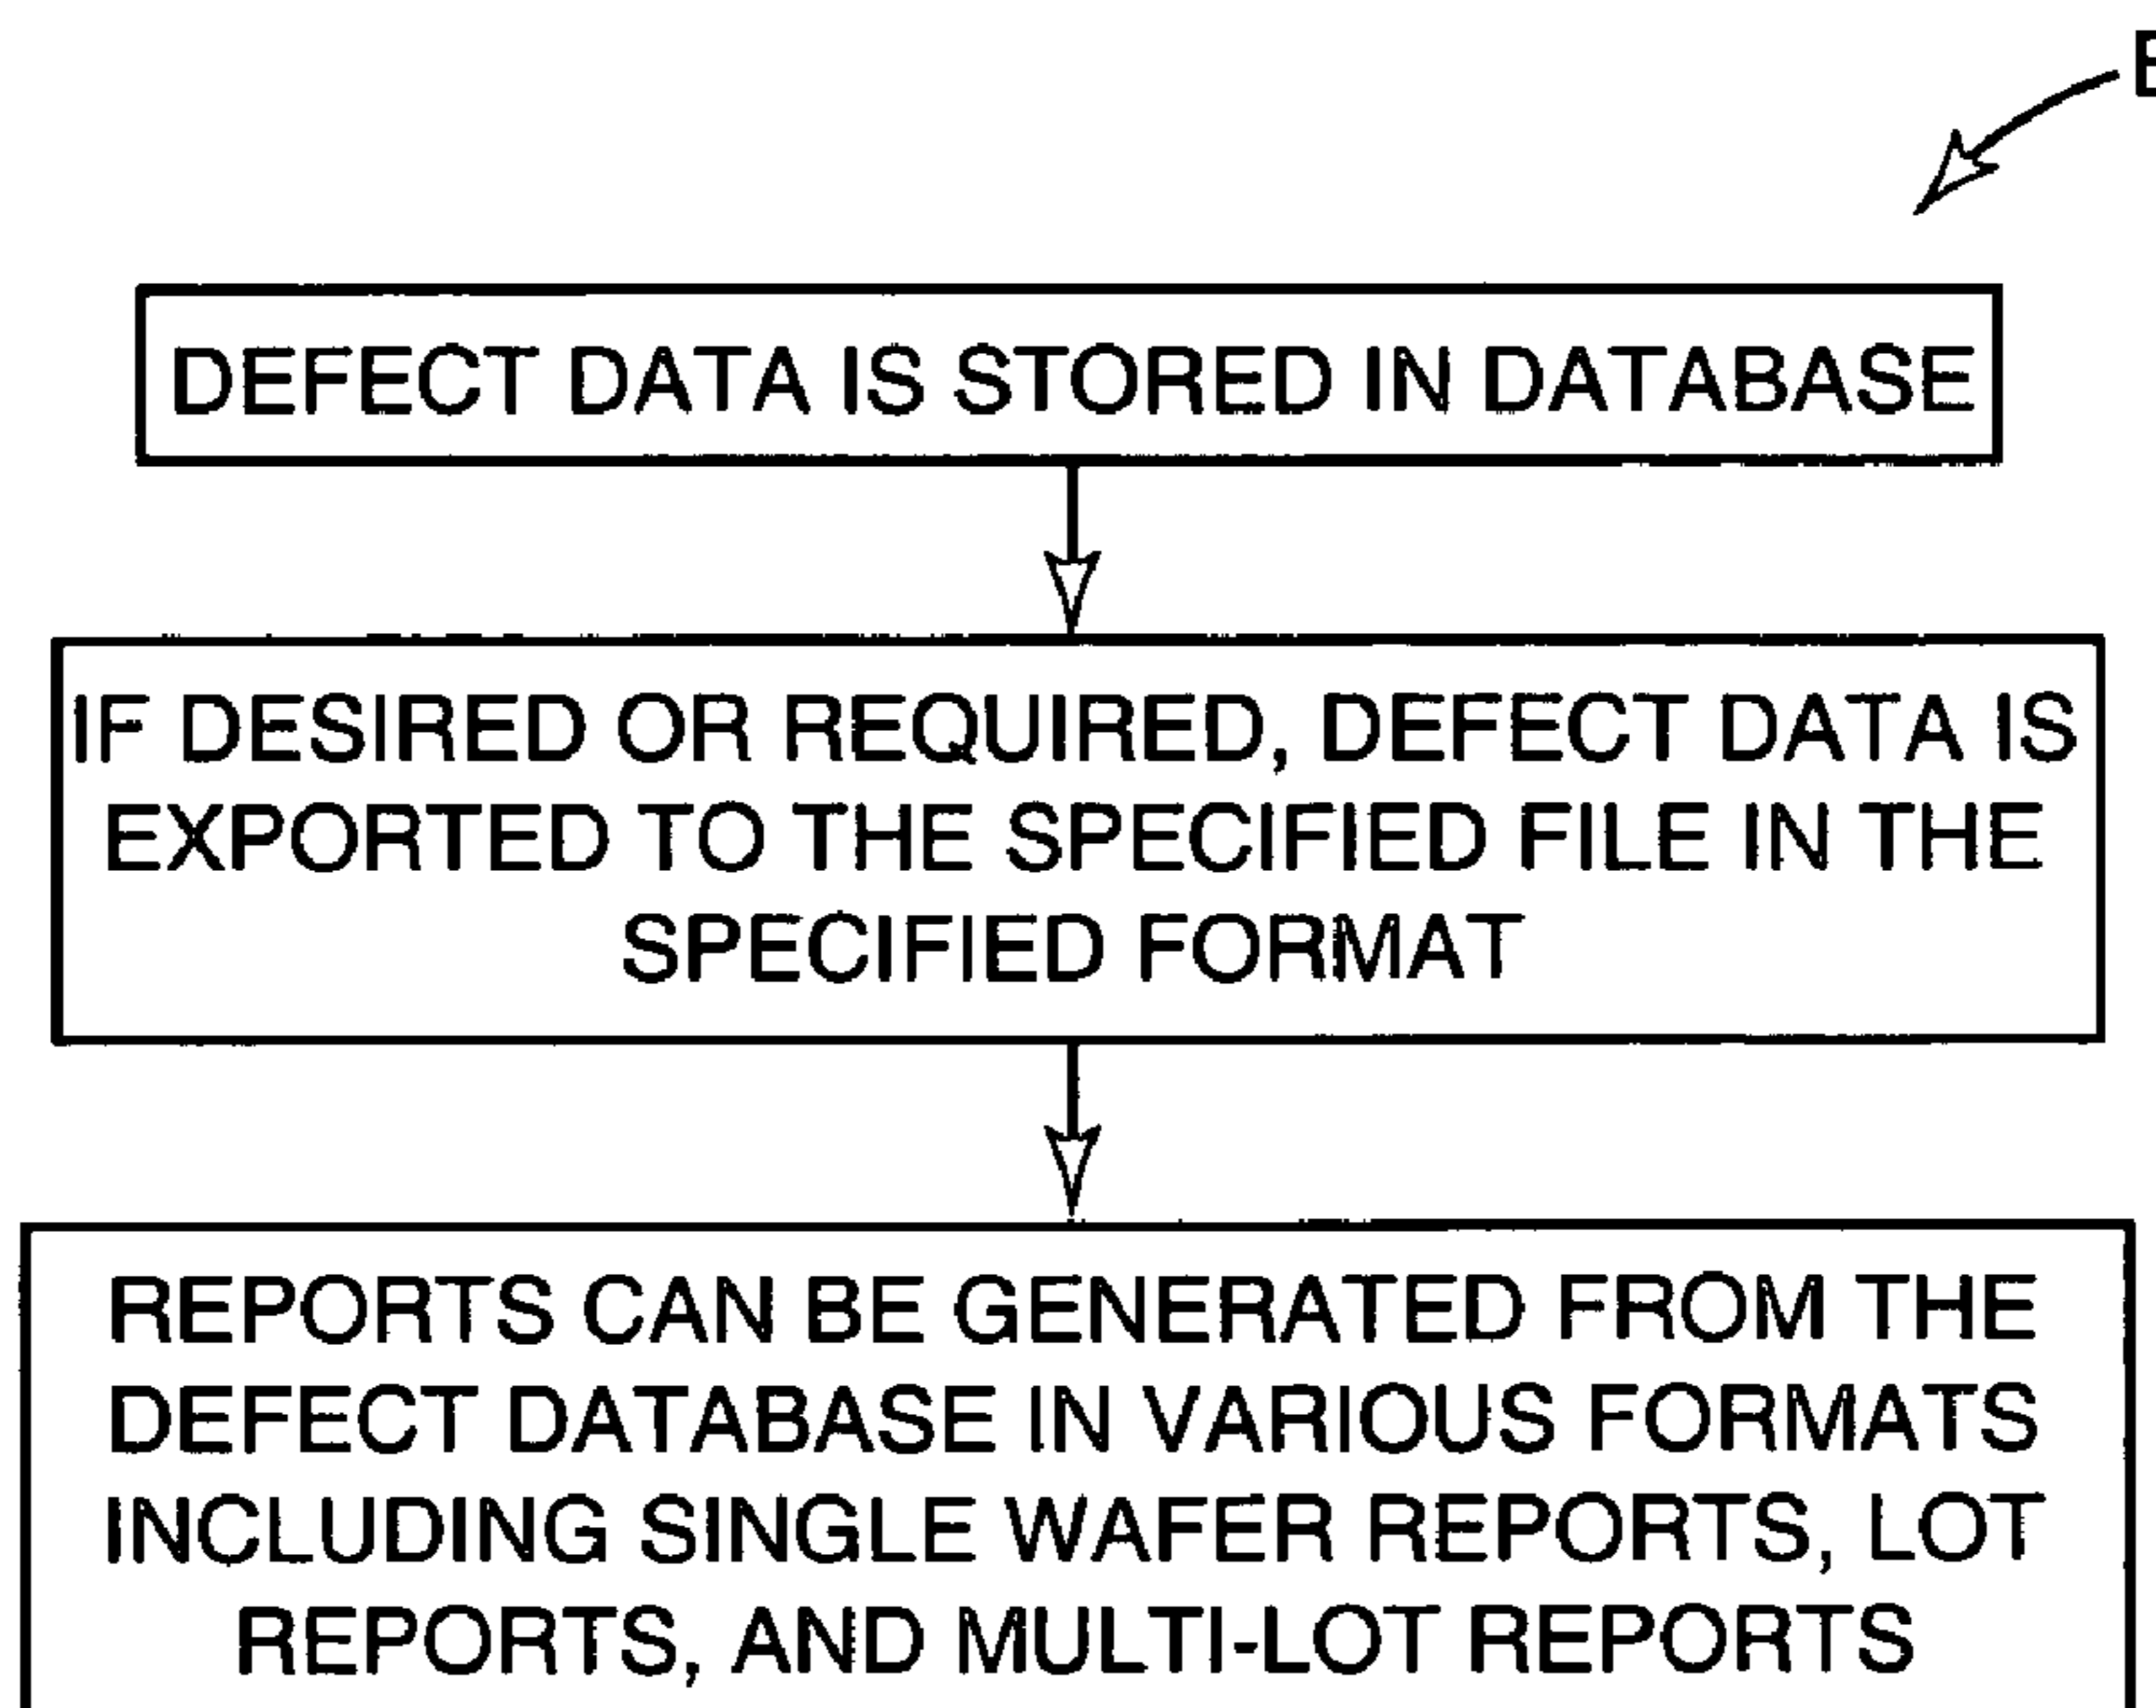 DEFECT DATA IS STORED IN DATABASE
IF DESIRED OR REQUIRED, DEFECT DATA IS
EXPORTED TO THE SPECIFIED FILE IN THE
SPECIFIED FORMAT
REPORTS CAN BE GENERATED FROM THE
DEFECT DATABASE IN VARIOUS FORMATS
INCLUDING SINGLE WAFER REPORTS, LOT
REPORTS, AND MULTI-LOT REPORTS